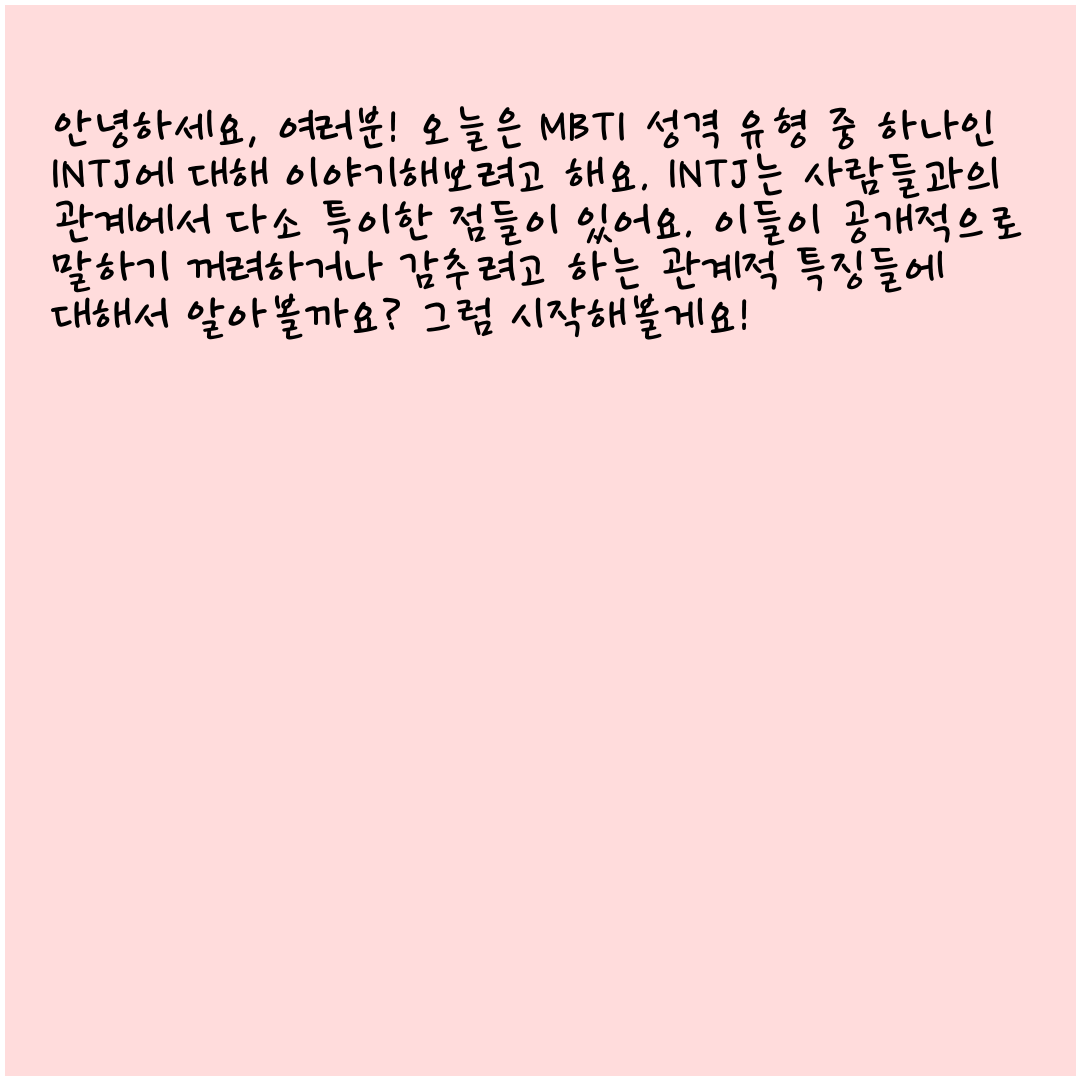 안녕하세요, 여러분! 오늘은 MBTI 성격 유형 중 하나인
INTJ에 대해 이야기해보려고 해요. INTJ는 사람들과의
관계에서 다소 특이한 점들이 있어요. 이들이 공개적으로
말하기 꺼려하거나 감추려고 하는 관계적 특징들에
대해서 알아볼까요? 그럼 시작해볼게요!